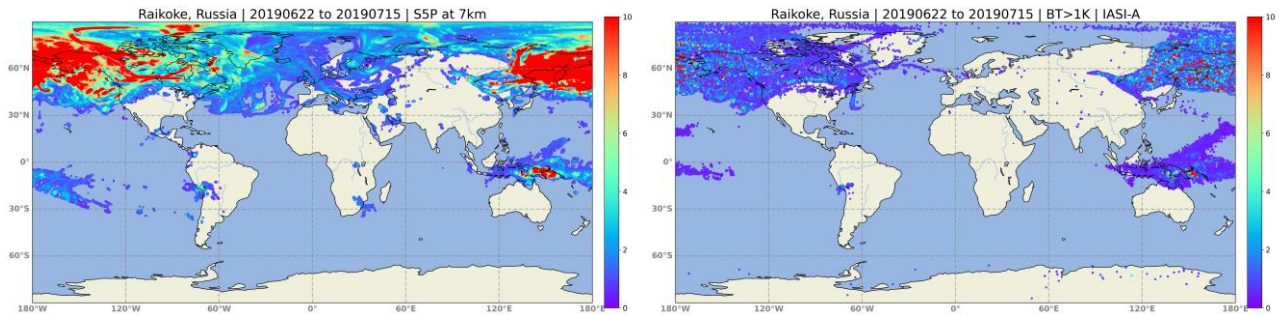 Raikoke, Russia | 20190622 to 20190715 | S5P at 7km
60°N
30°N
0°
30°S
60°S
180°W 120°W 60°W 0° 60°E 120°E 180°E
10
8
6
4
2
0
Raikoke, Russia | 20190622 to 20190715 | BT>1K | IASI-A
60°N
30°N
0°
30°S
60°S
180°W 120°W 60°W 0° 60°E 120°E 180°E
10
8
6
4
2
0